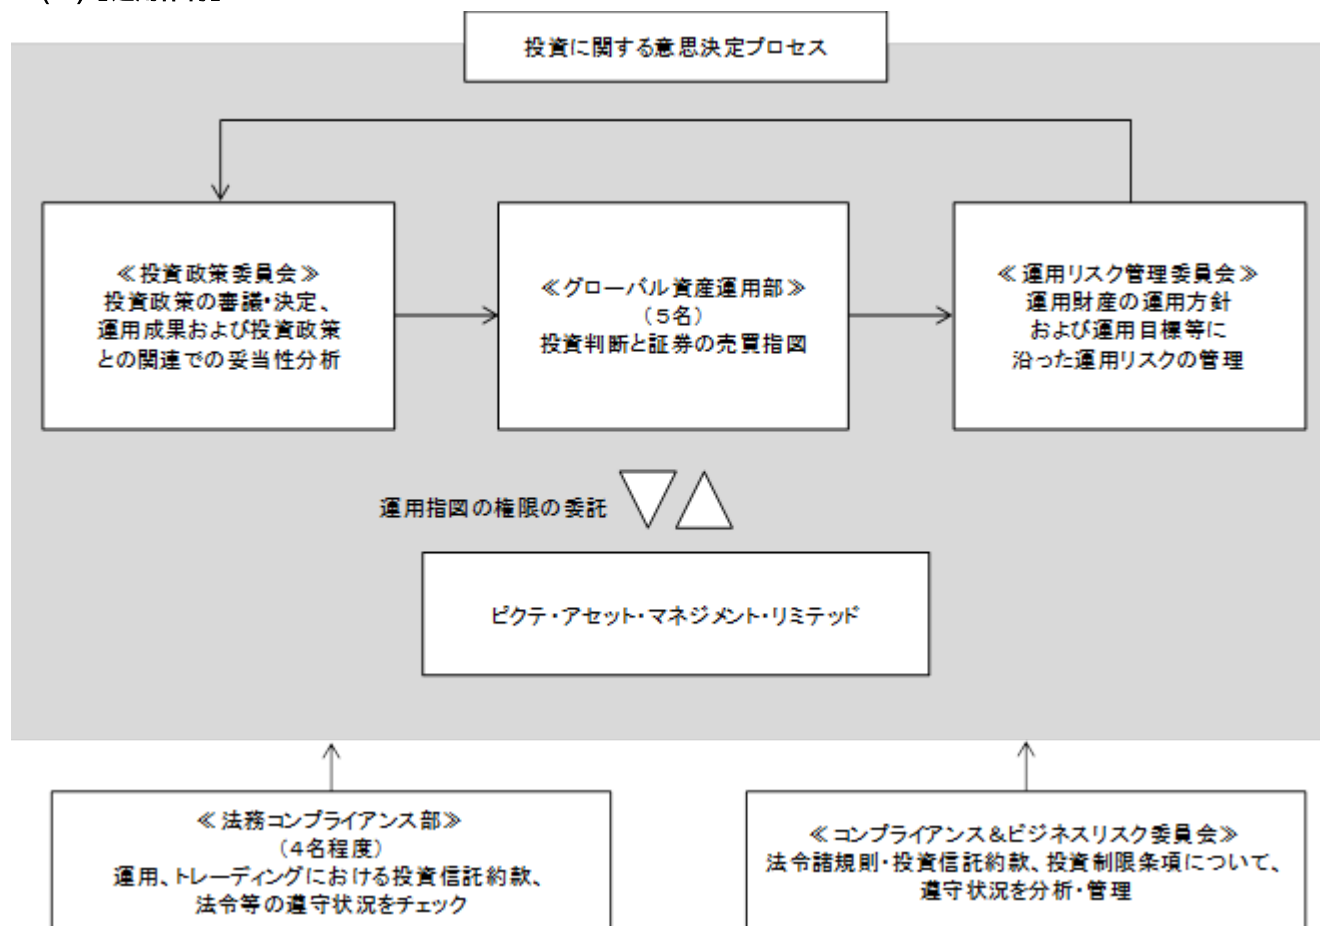 投資に関する意思決定プロセス
≪投資政策委員会≫
投資政策の審議・決定、
運用成果および投資政策
との関連での妥当性分析
≪グローバル資産運用部≫
（5名）
投資判断と証券の売買指図
≪運用リスク管理委員会≫
運用財産の運用方針
および運用目標等に
沿った運用リスクの管理
運用指図の権限の委託
ピクテ・アセット・マネジメント・リミテッド
≪法務コンプライアンス部≫
（4名程度）
運用、トレーディングにおける投資信託約款、
法令等の遵守状況をチェック
≪コンプライアンス＆ビジネスリスク委員会≫
法令諸規則・投資信託約款、投資制限条項について、
遵守状況を分析・管理